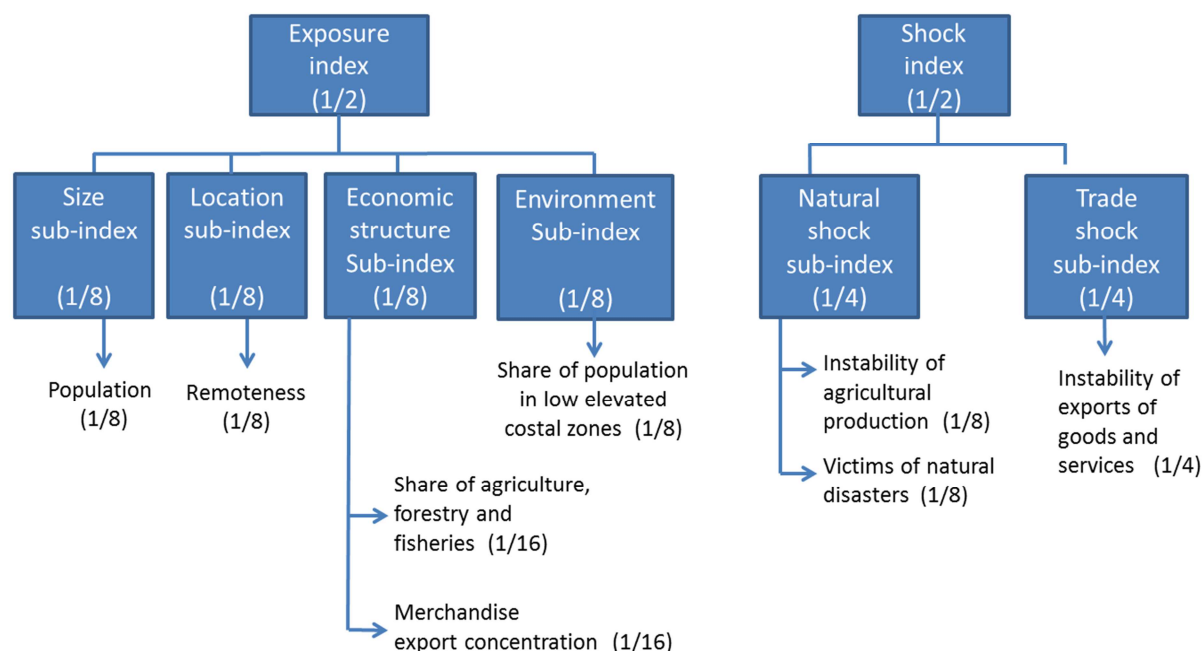 Exposure
index
(1/2)
Shock
index
(1/2)
Size
sub-index
(1/8)
Location
sub-index
(1/8)
Economic
structure
Sub-index
(1/8)
Environment
Sub-index
(1/8)
Natural
shock
sub-index
(1/4)
Trade
shock
sub-index
(1/4)
Population
(1/8)
Remoteness
(1/8)
Share of population
in low elevated
costal zones (1/8)
Share of agriculture,
forestry and
fisheries (1/16)
Merchandise
export concentration (1/16)
Instability of
agricultural
production (1/8)
Victims of natural
disasters (1/8)
Instability of
exports of
goods and
services (1/4)